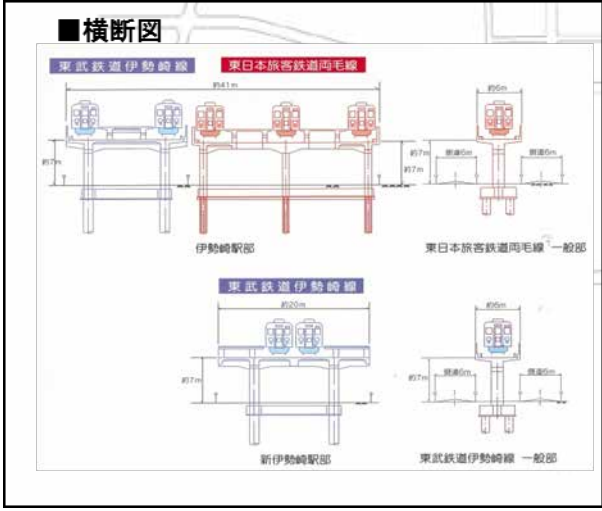 ■横断図
東武鉄道伊勢崎線
東日本旅客鉄道両毛線
約41m
約6m
約7m
約7m
約7m
側道6m
側道6m
伊勢崎駅部
東日本旅客鉄道両毛線 一般部
東武鉄道伊勢崎線
約20m
約6m
約7m
約7m
側道6m
側道6m
新伊勢崎駅部
東武鉄道伊勢崎線 一般部